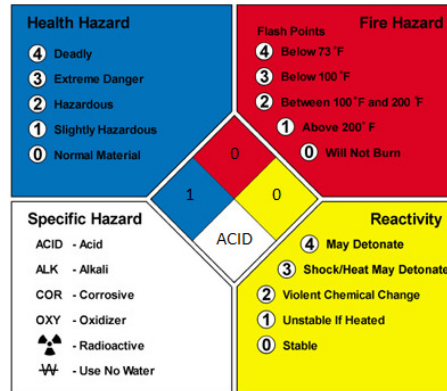 Health Hazard
4 Deadly
3 Extreme Danger
2 Hazardous
1 Slightly Hazardous
0 Normal Material
Fire Hazard
Flash Points
4 Below 73°F
3 Below 100°F
2 Between 100°F and 200°F
1 Above 200°F
0 Will Not Burn
0
1
0
ACID
Specific Hazard
ACID - Acid
ALK - Alkali
COR - Corrosive
OXY - Oxidizer
- Radioactive
W - Use No Water
Reactivity
4 May Detonate
3 Shock/Heat May Detonate
2 Violent Chemical Change
1 Unstable If Heated
0 Stable